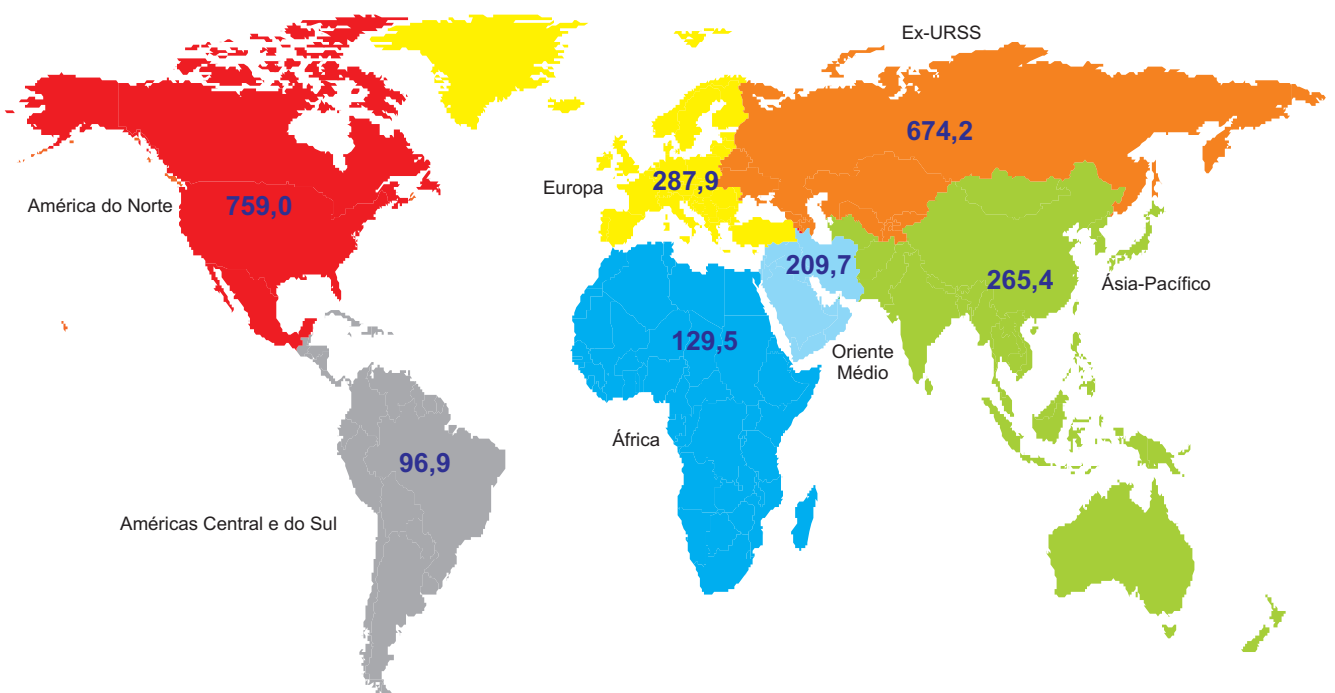 Ex-URSS
674,2
Europa
287,9
América do Norte
759,0
209,7
265,4
Ásia-Pacífico
129,5
Oriente
Médio
África
96,9
Américas Central e do Sul